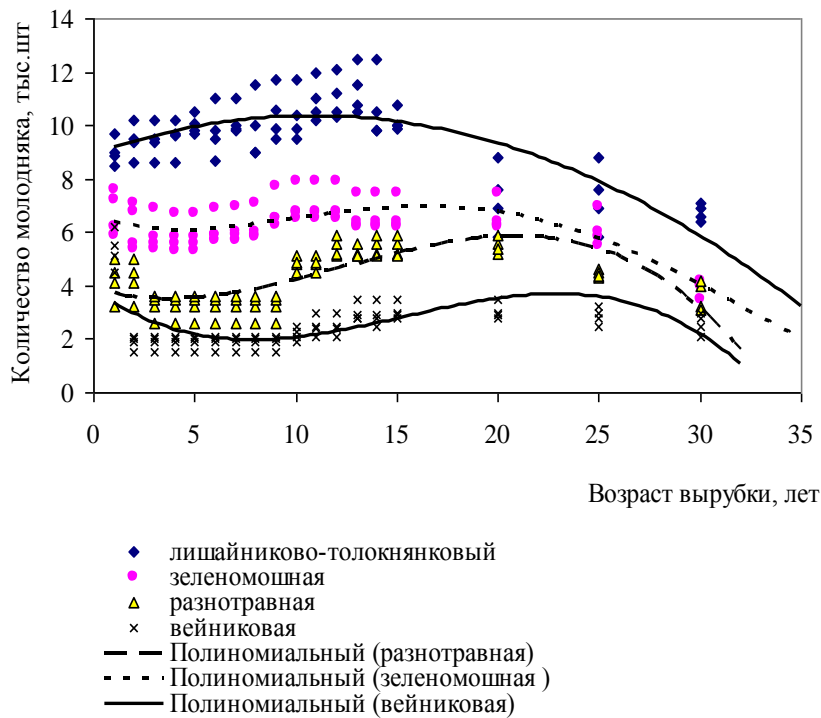 Количество молодняка, тыс.шт
14
12
10
8
6
4
2
0
0 5 10 15 20 25 30 35
Возраст вырубки, лет
лишайниково-толокнянковый
зеленомошная
разнотравная
вейниковая
Полиномиальный (разнотравная)
Полиномиальный (зеленомошная )
Полиномиальный (вейниковая)